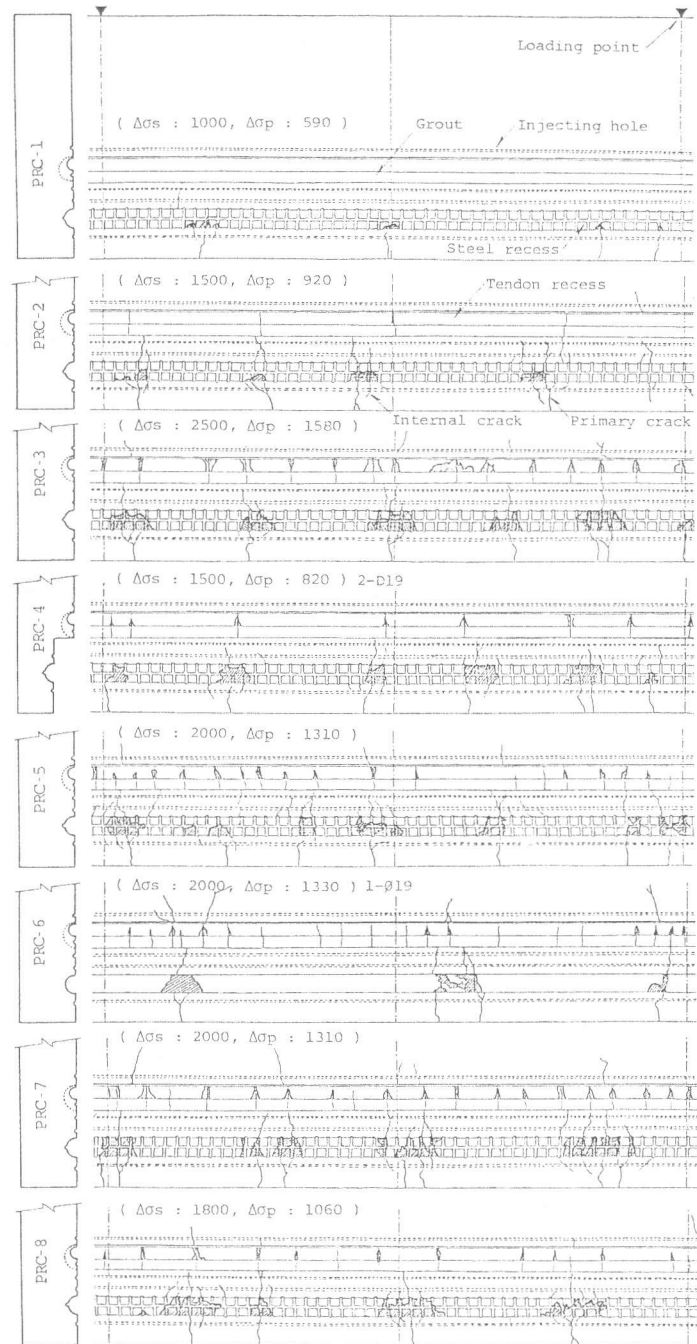 Loading point
( Δσs : 1000, Δσp : 590 )
Grout
Injecting hole
PRC-1
Steel recess
( Δσs : 1500, Δσp : 920 )
Tendon recess
PRC-2
Internal crack
Primary crack
( Δσs : 2500, Δσp : 1580 )
PRC-3
( Δσs : 1500, Δσp : 820 ) 2-D19
PRC-4
( Δσs : 2000, Δσp : 1310 )
PRC-5
( Δσs : 2000, Δσp : 1330 ) 1-ø19
PRC-6
( Δσs : 2000, Δσp : 1310 )
PRC-7
( Δσs : 1800, Δσp : 1060 )
PRC-8